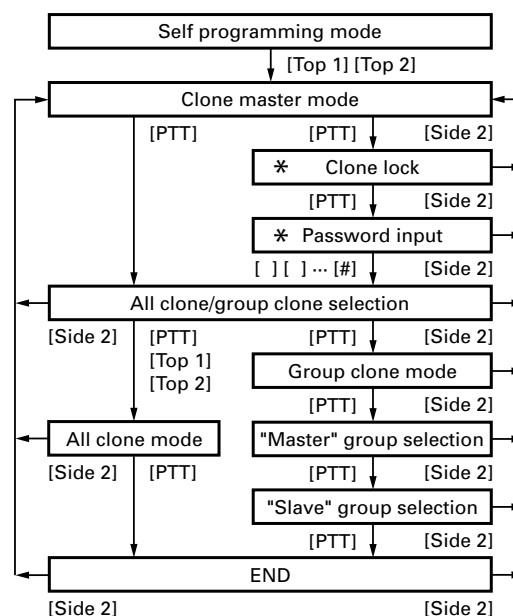 Self programming mode
[Top 1] [Top 2]
Clone master mode
[PTT] [PTT] [Side 2]
* Clone lock
[PTT] [Side 2]
* Password input
[ ] [ ] ··· [#] [Side 2]
All clone/group clone selection
[Side 2] [PTT] [PTT] [Side 2]
[Top 1]
[Top 2]
Group clone mode
[PTT] [Side 2]
All clone mode "Master" group selection
[Side 2] [PTT] [PTT] [Side 2]
"Slave" group selection
[PTT] [Side 2]
END
[Side 2] [Side 2]